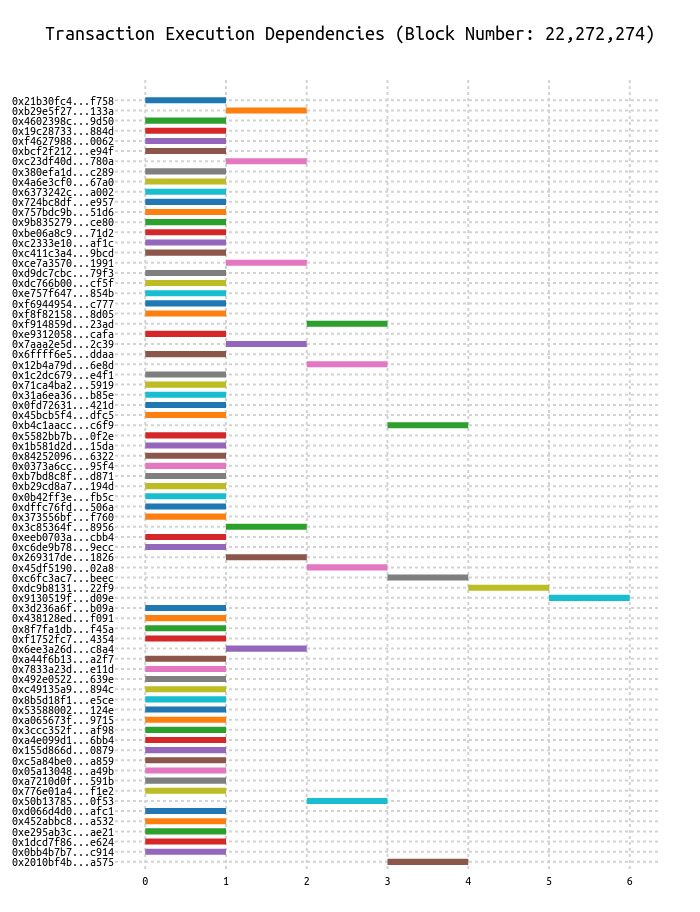 Transaction Execution Dependencies (Block Number: 22,272,274)
0x21b30fc4...f758
0xb29e5f27...133a
0x4602398c...9d50
0x19c28733...884d
0xf4627988...0062
0xbcf2f212...e94f
0xc23df40d...780a
0x380efa1d...c289
0x4a6e3cf0...67a0
0x6373242c...a002
0x724bc8df...e957
0x757bdc9b...51d6
0x9b835279...ce80
0xbe06a8c9...71d2
0xc2333e10...af1c
0xc411c3a4...9bcd
0xce7a3570...1991
0xd9dc7cbc...79f3
0xdc766b00...cf5f
0xe757f647...854b
0xf6944954...c777
0xf8f82158...8d05
0xf914859d...23ad
0xe9312058...cafa
0x7aaa2e5d...2c39
0x6ffff6e5...ddaa
0x12b4a79d...6e8d
0x1c2dc679...e4f1
0x71ca4ba2...5919
0x31a6ea36...b85e
0x0fd72631...421d
0x45bcb5f4...dfc5
0xb4c1aacc...c6f9
0x5582bb7b...0f2e
0x1b581d2d...15da
0x84252096...6322
0x0373a6cc...95f4
0xb7bd8c8f...d871
0xb29cd8a7...194d
0x0b42ff3e...fb5c
0xdffc76fd...506a
0x373556bf...f760
0x3c85364f...8956
0xeeb0703a...cbb4
0xc6de9b78...9ecc
0x269317de...1826
0x45df5190...02a8
0xc6fc3ac7...beec
0xdc9b8131...22f9
0x9130519f...d09e
0x3d236a6f...b09a
0x438128ed...f091
0x8f7fa1db...f45a
0xf1752fc7...4354
0x6ee3a26d...c8a4
0xa44f6b13...a2f7
0x7833a23d...e11d
0x492e0522...639e
0xc49135a9...894c
0x8b5d18f1...e5ce
0x53588002...124e
0xa065673f...9715
0x3ccc352f...af98
0xa4e099d1...6bb4
0x155d866d...0879
0xc5a84be0...a859
0x05a13048...a49b
0xa7210d0f...591b
0x776e01a4...f1e2
0x50b13785...0f53
0xd066d4d0...afc1
0x452abbc8...a532
0xe295ab3c...ae21
0x1dcd7f86...e624
0x0bb4b7b7...c914
0x2010bf4b...a575
0 1 2 3 4 5 6